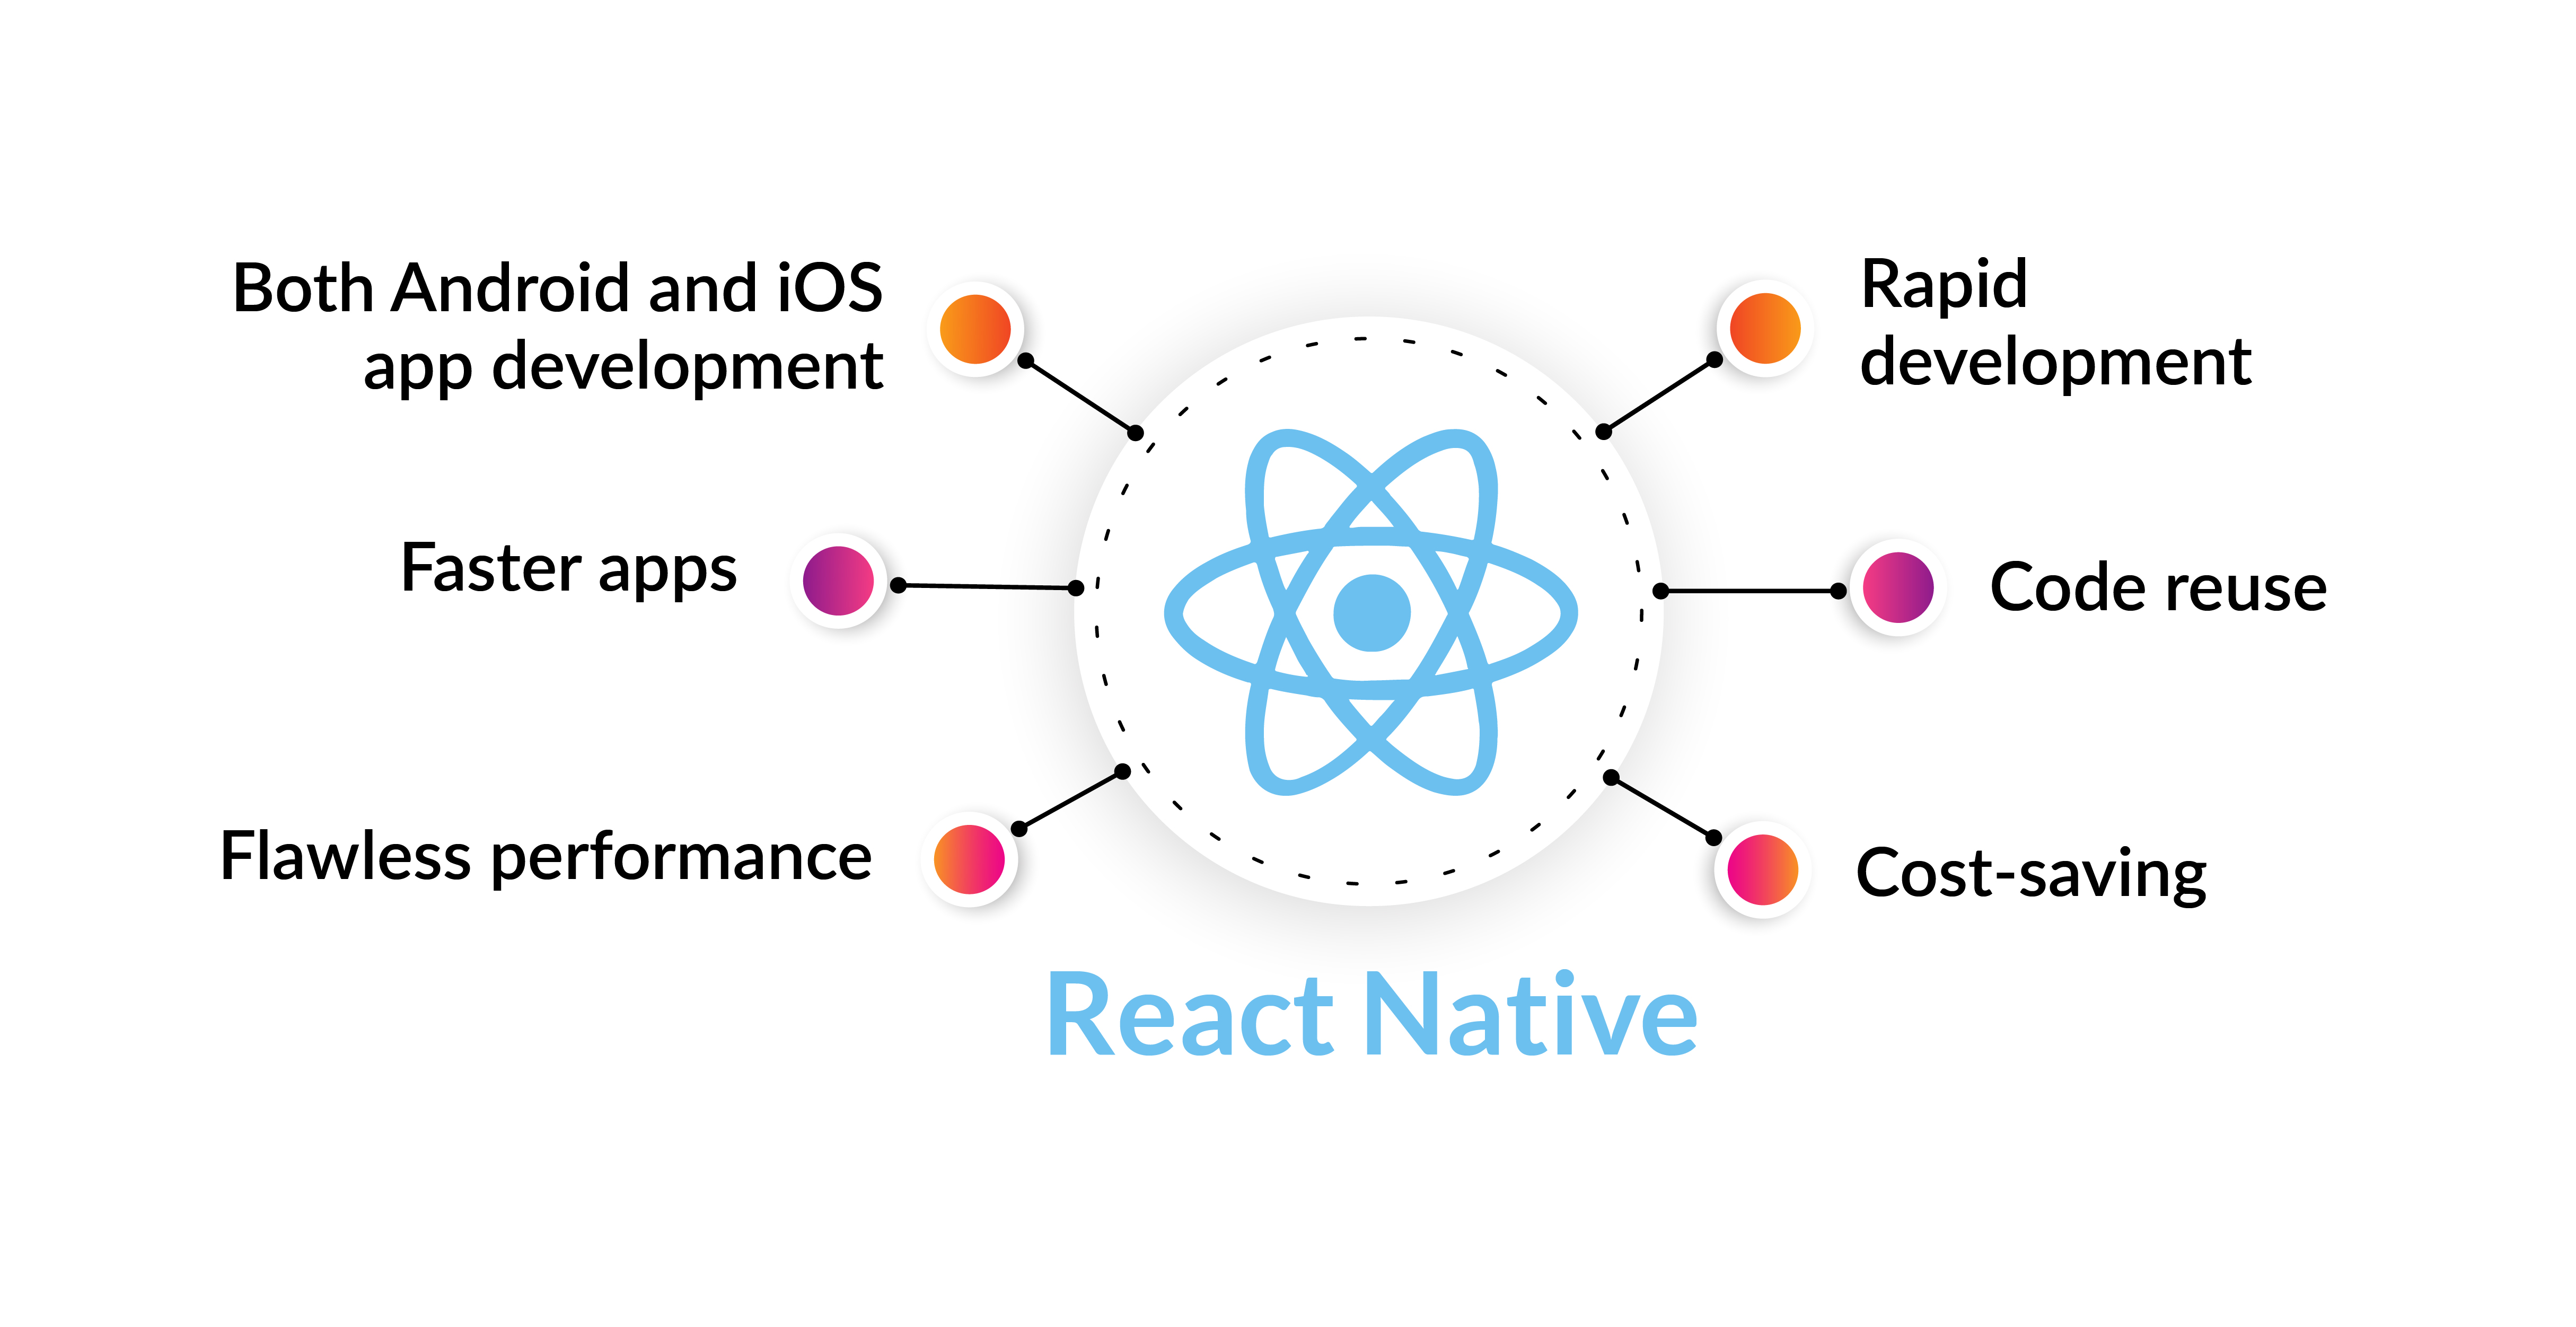 Both Android and iOS
app development
Faster apps
Flawless performance
Rapid
development
Code reuse
Cost-saving
React Native